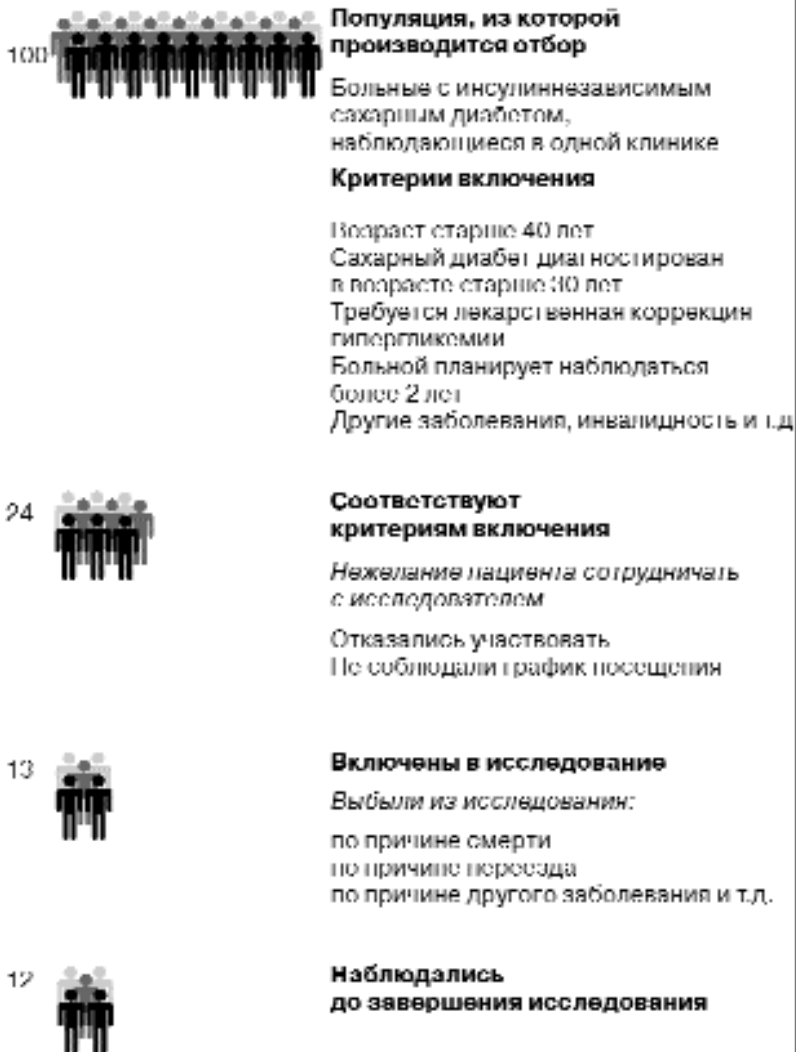 100
Популяция, из которой
производится отбор
Больные с инсулиннезависимым
сахарным диабетом,
наблюдающиеся в одной клинике
Критерии включения
Возраст старше 40 лет
Сахарный диабет диагностирован
в возрасте старше 30 лет
Требуется лекарственная коррекция
гипергликемии
Больной планирует наблюдаться
более 2 лет
Другие заболевания, инвалидность и т.д
24
Соответствуют
критериям включения
Нежелание пациента сотрудничать
с исследователем
Отказались участвовать
Не соблюдали график посещения
13
Включены в исследование
Выбыли из исследования:
по причине смерти
по причине переезда
по причине другого заболевания и т.д.
12
Наблюдались
до завершения исследования